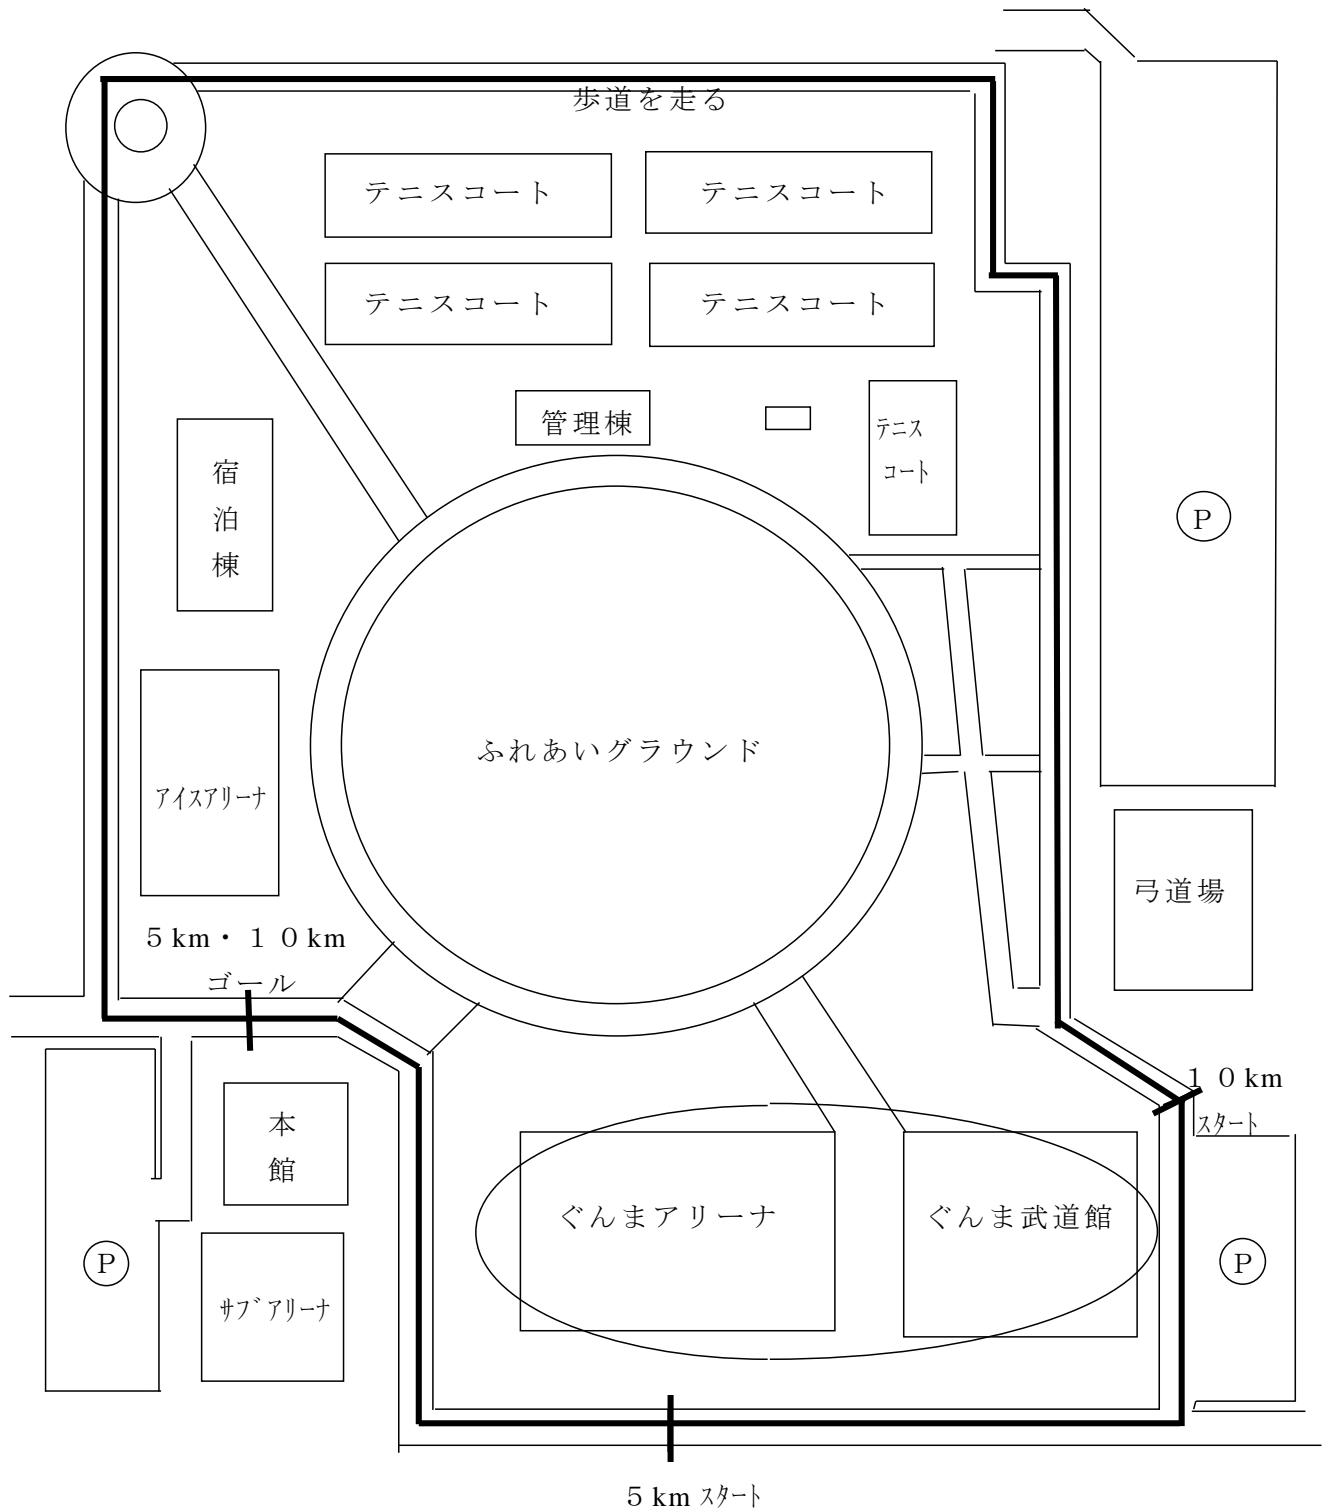 歩道を走る
テニスコート
テニスコート
テニスコート
テニスコート
管理棟
テニス
コート
宿
泊
棟
P
ふれあいグラウンド
アイスアリーナ
弓道場
５km・１０km
ゴール
１０km
スタート
本
館
ぐんまアリーナ
ぐんま武道館
P
サブアリーナ
P
５km スタート